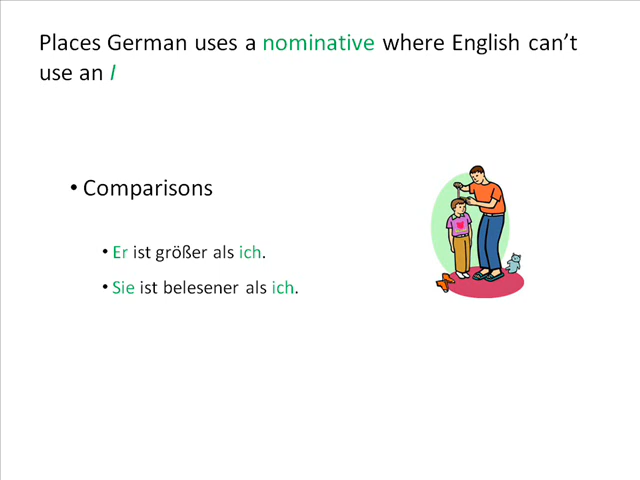 Places German uses a nominative where English can’t
use an I
• Comparisons
• Er ist größer als ich.
• Sie ist belesener als ich.